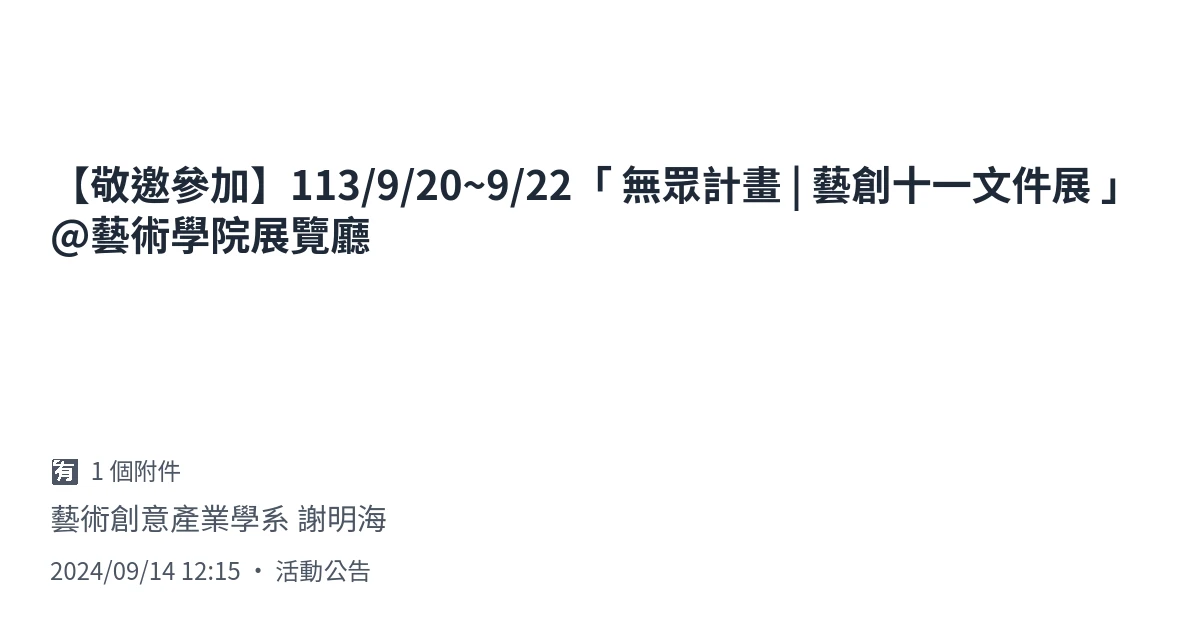 【敬邀參加】113/9/20~9/22「 無眾計畫 | 藝創十一文件展 」
@藝術學院展覽廳
有 1 個附件
藝術創意產業學系 謝明海
2024/09/14 12:15 • 活動公告